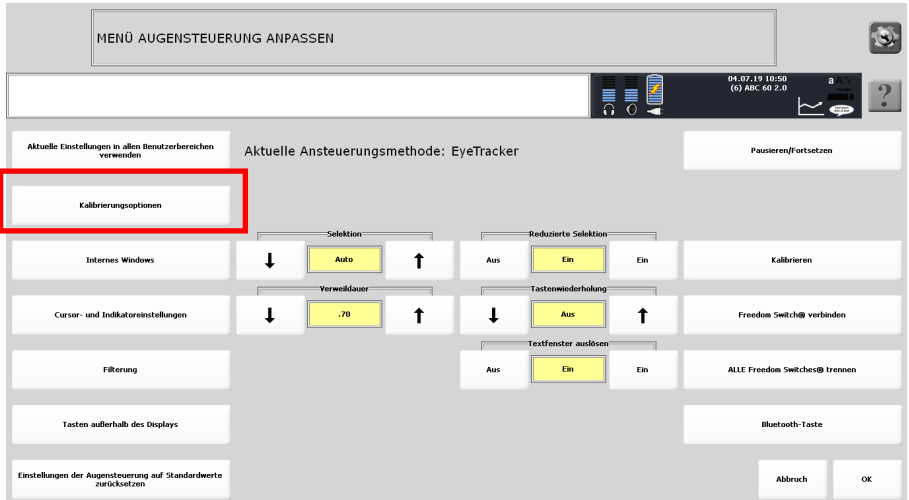 MENÜ AUGENSTEUERUNG ANPASSEN
04.07.19 10:50
(6) ABC 60 2.0
?
Aktuelle Einstellungen in allen Benutzerbereichen
verwenden
Aktuelle Ansteuerungsmethode: EyeTracker
Pausieren/Fortsetzen
Kalibrierungsoptionen
Selektion
Reduzierte Selektion
Internes Windows
Auto
Aus
Ein
Ein
Kalibrieren
Verweildauer
Tastenwiederholung
Cursor- und Indikatoreinstellungen
.70
Aus
Freedom Switch® verbinden
Textfenster auslösen
Filterung
Aus
Ein
Ein
ALLE Freedom Switches® trennen
Tasten außerhalb des Displays
Bluetooth-Taste
Einstellungen der Augensteuerung auf Standardwerte
zurücksetzen
Abbruch
OK